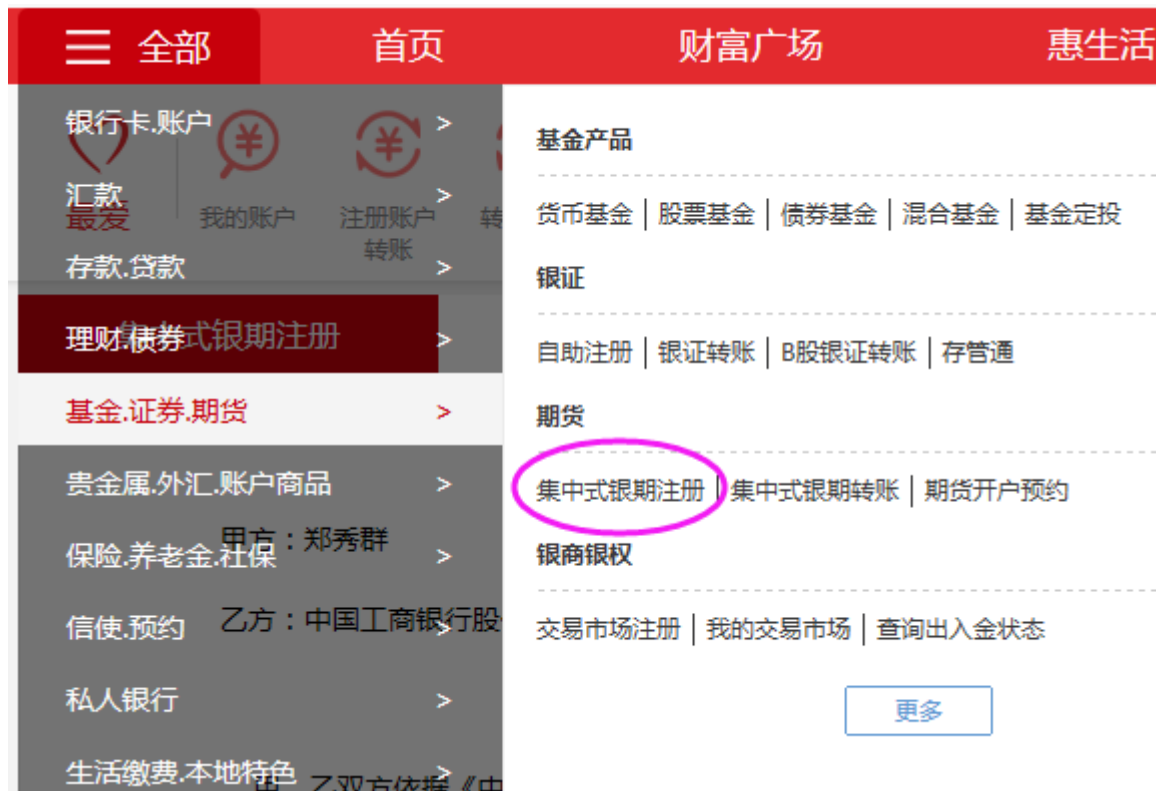 全部 首页 财富广场 惠生活
银行卡.账户 >
汇款 >
最爱 我的账户 注册账户转账 转
存款.贷款 >
理财.债券 >
式银期注册
基金.证券.期货 >
贵金属.外汇.账户商品 >
甲方：郑秀群
保险.养老金.社保 >
信使.预约 >
乙方：中国工商银行股
私人银行 >
生活缴费.本地特色 >
乙双方依据《中
基金产品
货币基金 | 股票基金 | 债券基金 | 混合基金 | 基金定投
银证
自助注册 | 银证转账 | B股银证转账 | 存管通
期货
集中式银期注册 | 集中式银期转账 | 期货开户预约
银商银权
交易市场注册 | 我的交易市场 | 查询出入金状态
更多